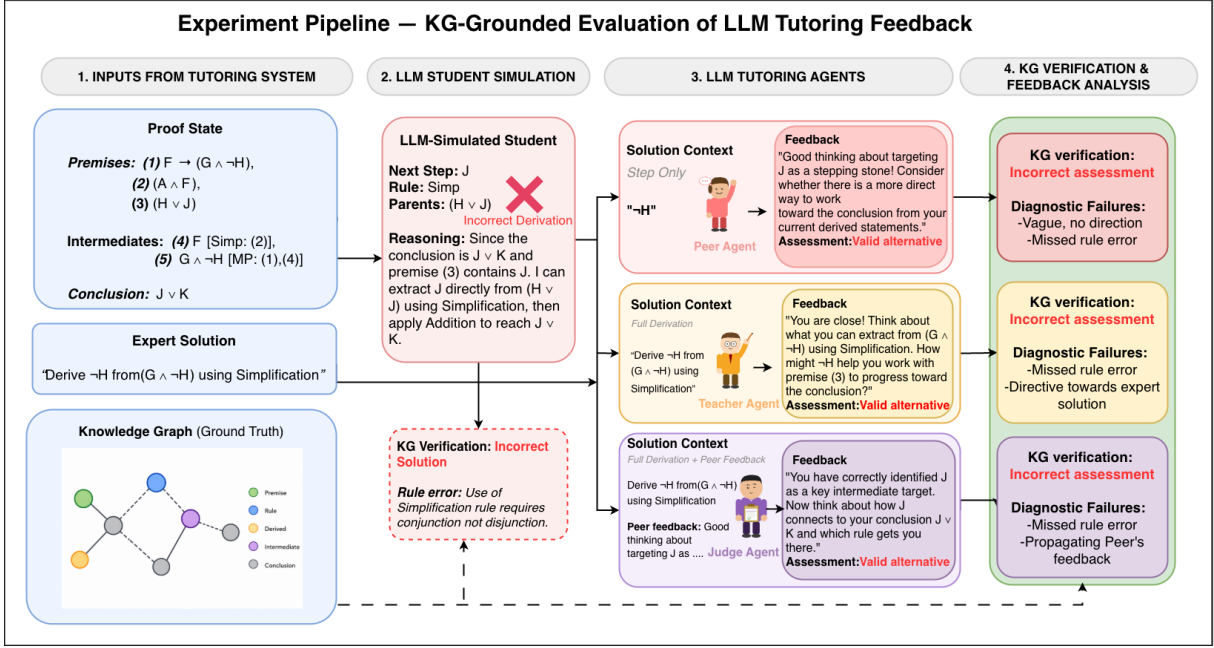 Experiment Pipeline — KG-Grounded Evaluation of LLM Tutoring Feedback
1. INPUTS FROM TUTORING SYSTEM
2. LLM STUDENT SIMULATION
3. LLM TUTORING AGENTS
4. KG VERIFICATION &
FEEDBACK ANALYSIS
Proof State
Premises: (1) F → (G ∧ ¬H),
(2) (A ∧ F),
(3) (H ∨ J)
Intermediates: (4) F [Simp: (2)],
(5) G ∧ ¬H [MP: (1),(4)]
Conclusion: J ∨ K
Expert Solution
“Derive ¬H from(G ∧ ¬H) using Simplification”
Knowledge Graph (Ground Truth)
Premise
Rule
Derived
Intermediate
Conclusion
LLM-Simulated Student
Next Step: J
Rule: Simp
Parents: (H ∨ J)
Incorrect Derivation
Reasoning: Since the
conclusion is J ∨ K and
premise (3) contains J. I can
extract J directly from (H ∨
J) using Simplification, then
apply Addition to reach J ∨
K.
KG Verification: Incorrect
Solution
Rule error: Use of
Simplification rule requires
conjunction not disjunction.
Solution Context
Step Only
"¬H"
Peer Agent
Feedback
"Good thinking about targeting
J as a stepping stone! Consider
whether there is a more direct
way to work
toward the conclusion from your
current derived statements."
Assessment:Valid alternative
KG verification:
Incorrect assessment
Diagnostic Failures:
-Vague, no direction
-Missed rule error
Solution Context
Full Derivation
“Derive ¬H from
(G ∧ ¬H) using
Simplification”
Teacher Agent
Feedback
"You are close! Think about
what you can extract from (G ∧
¬H) using Simplification. How
might ¬H help you work with
premise (3) to progress toward
the conclusion?"
Assessment:Valid alternative
KG verification:
Incorrect assessment
Diagnostic Failures:
-Missed rule error
-Directive towards expert
solution
Solution Context
Full Derivation + Peer Feedback
Derive ¬H from(G ∧ ¬H)
using Simplification
Peer feedback: Good
thinking about
targeting J as ....
Judge Agent
Feedback
"You have correctly identified J
as a key intermediate target.
Now think about how J
connects to your conclusion J ∨
K and which rule gets you
there."
Assessment:Valid alternative
KG verification:
Incorrect assessment
Diagnostic Failures:
-Missed rule error
-Propagating Peer's
feedback